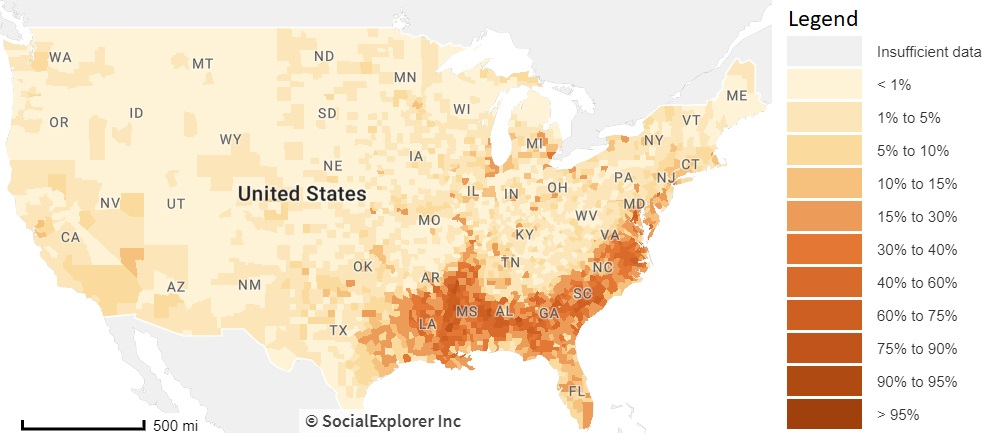 Legend
Insufficient data
< 1%
1% to 5%
5% to 10%
10% to 15%
15% to 30%
30% to 40%
40% to 60%
60% to 75%
75% to 90%
90% to 95%
> 95%
WA
MT
ND
MN
ME
OR
ID
SD
WI
VT
WY
MI
NY
NE
IA
CT
United States
IL
IN
OH
PA
NJ
NV
UT
MO
WV
MD
CA
KY
VA
OK
TN
NC
AZ
NM
AR
SC
TX
LA
MS
AL
GA
FL
500 mi
© SocialExplorer Inc